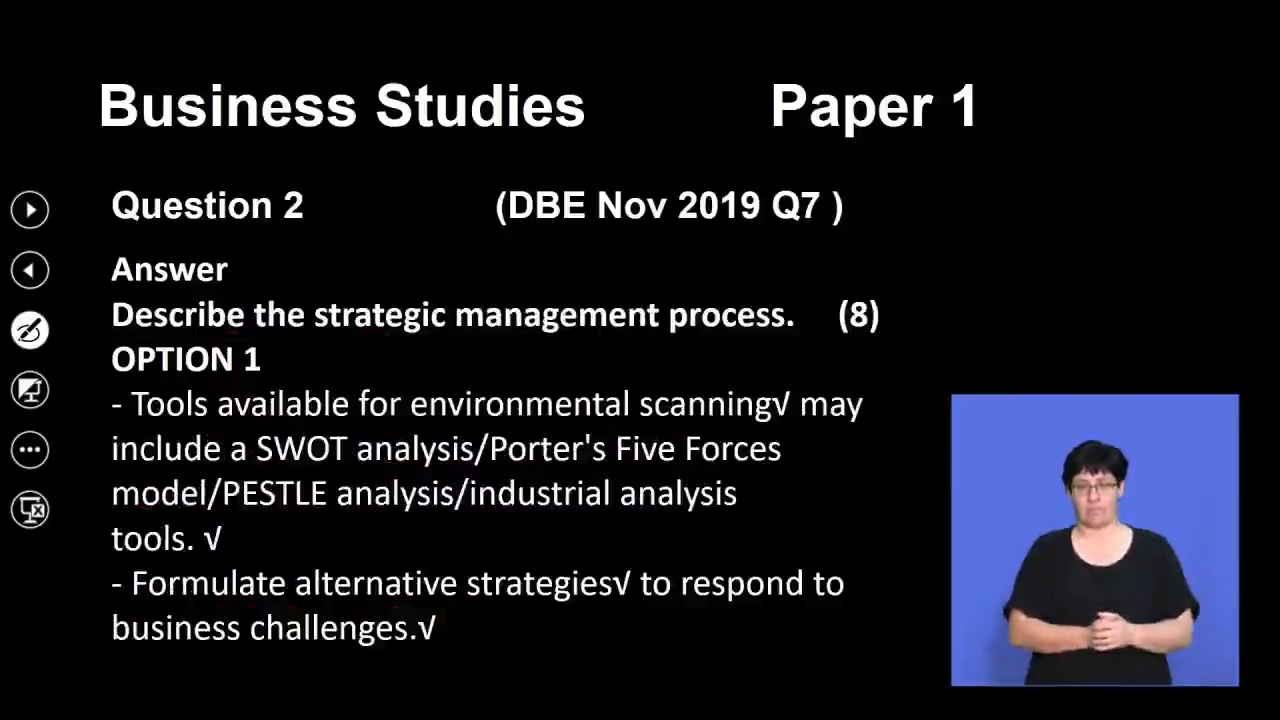 Business Studies Paper 1
Question 2 (DBE Nov 2019 Q7 )
Answer
Describe the strategic management process. (8)
OPTION 1
- Tools available for environmental scanning√ may
include a SWOT analysis/Porter's Five Forces
model/PESTLE analysis/industrial analysis
tools. √
- Formulate alternative strategies√ to respond to
business challenges.√